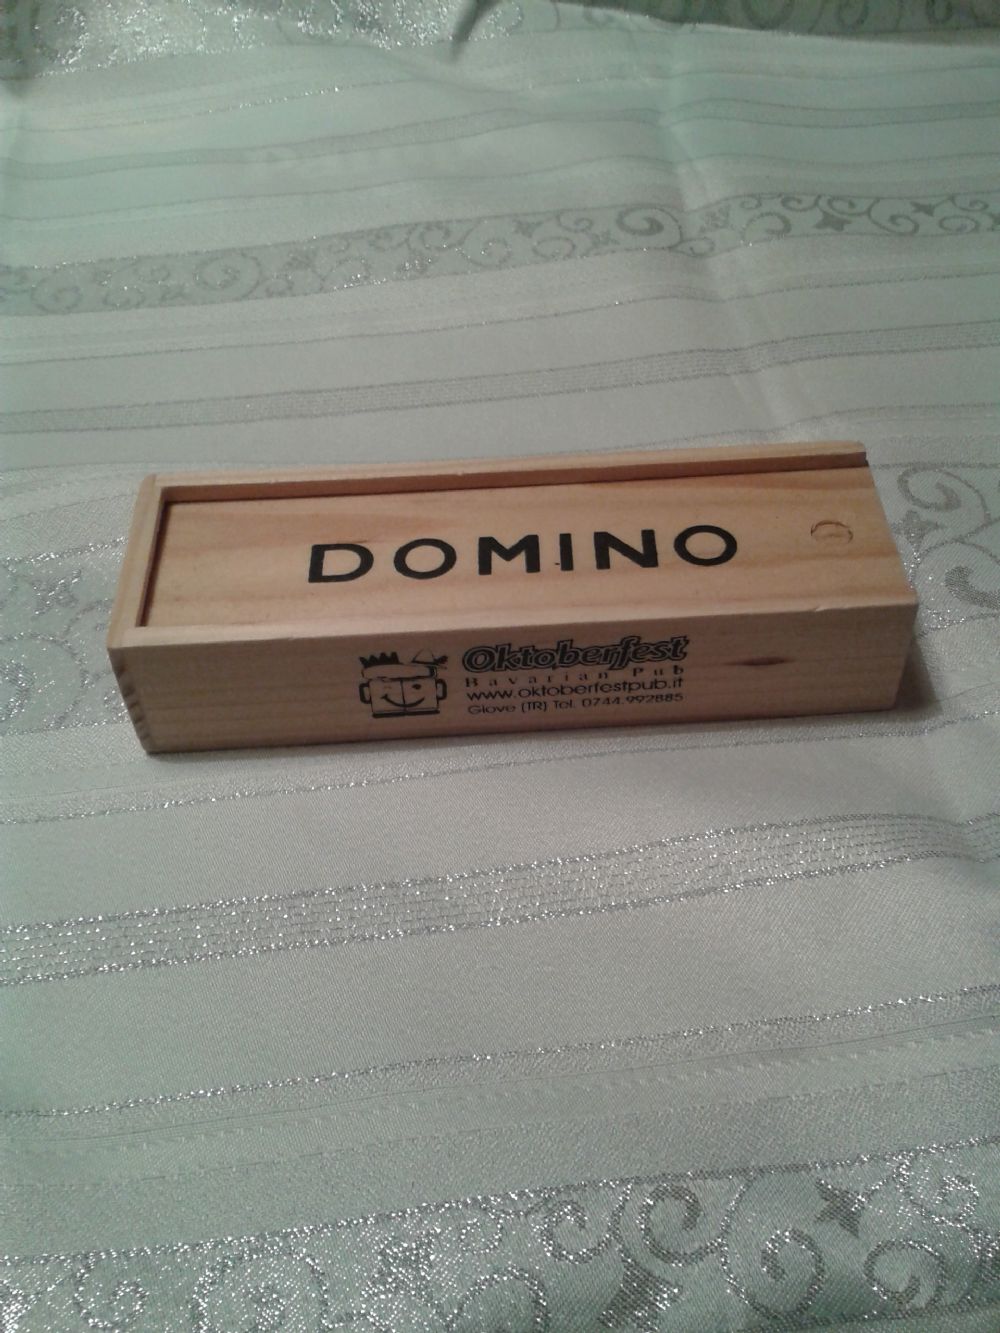 DOMINO
Oktoberfest
Bavarian Pub
www.oktoberfestpub.it
Giove (TR) Tel. 0744.992885